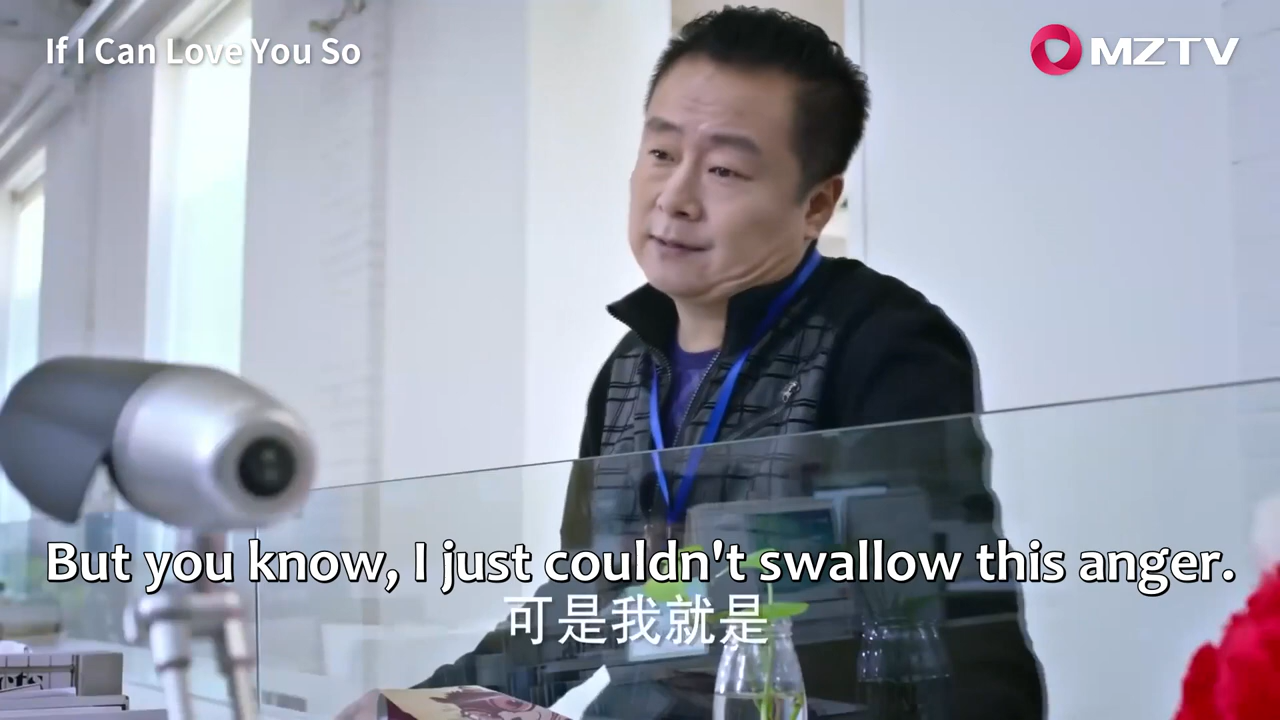 If I Can Love You So
MZTV
But you know, I just couldn't swallow this anger.
可是我就是